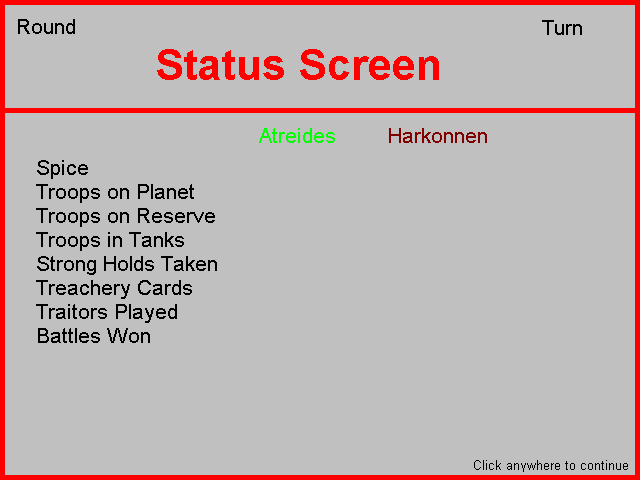 Round
Turn
Status Screen
Atreides Harkonnen
Spice
Troops on Planet
Troops on Reserve
Troops in Tanks
Strong Holds Taken
Treachery Cards
Traitors Played
Battles Won
Click anywhere to continue